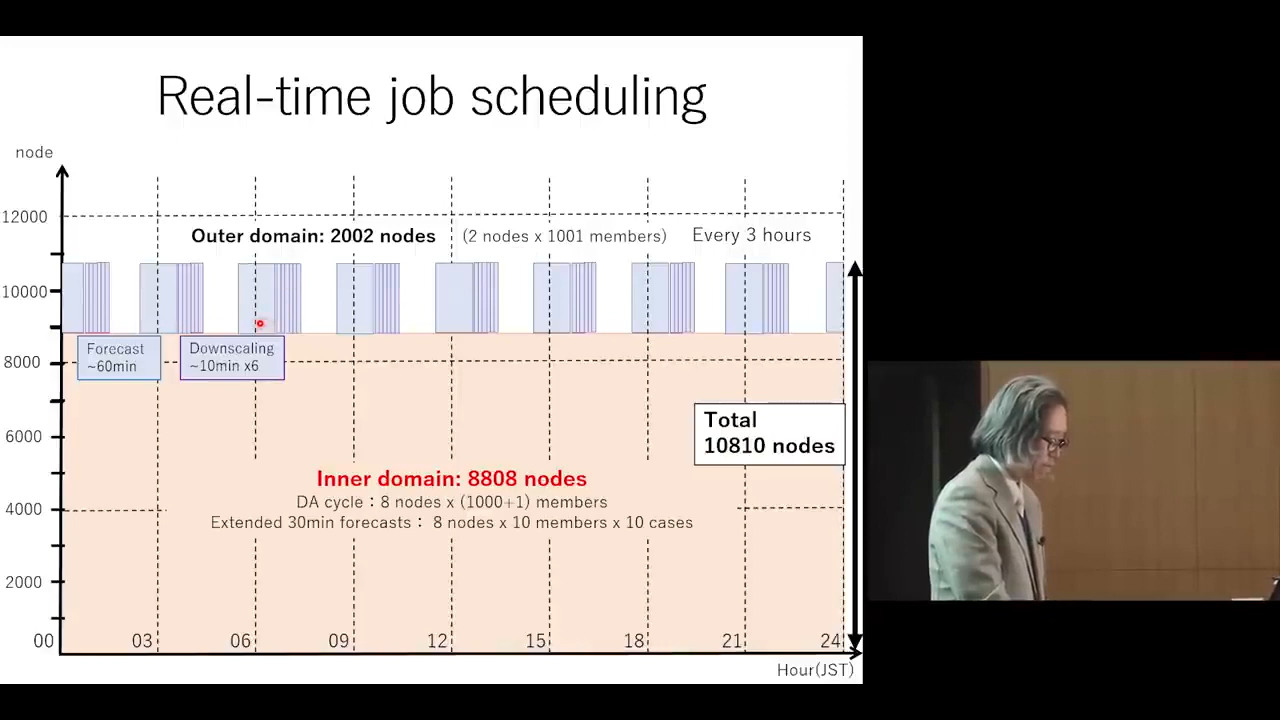 Real-time job scheduling
node
12000
Outer domain: 2002 nodes (2 nodes x 1001 members) Every 3 hours
10000
Forecast
~60min
Downscaling
~10min x6
8000
Total
10810 nodes
6000
Inner domain: 8808 nodes
DA cycle：8 nodes x (1000+1) members
4000
Extended 30min forecasts： 8 nodes x 10 members x 10 cases
2000
00 03 06 09 12 15 18 21 24
Hour(JST)